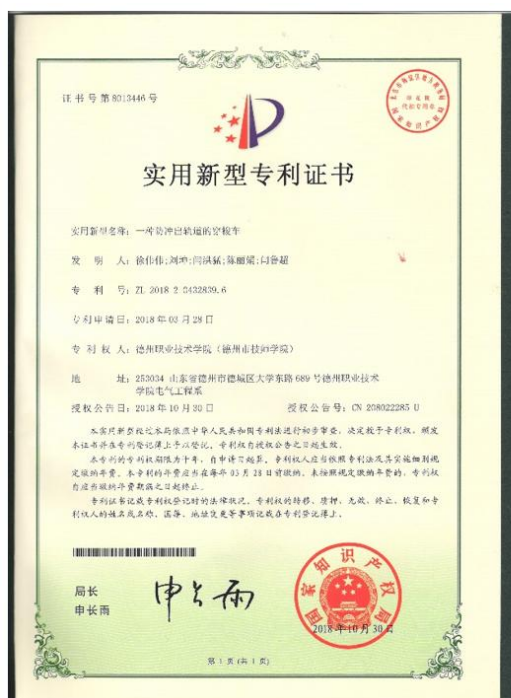 证书号第8013446号
实用新型专利证书
实用新型名称：一种防冲出轨道的穿梭车
发 明 人：徐伟伟;刘坤;闫洪猛;陈丽荣;闫鲁超
专 利 号：ZL 2018 2 0432839.6
专利申请日：2018年03月28日
专 利 权 人：德州职业技术学院（德州市技师学院）
地 址：253034 山东省德州市德城区大学东路689号德州职业技术
学院电气工程系
授权公告日：2018年10月30日 授权公告号：CN 208022285 U
本实用新型经过本局依照中华人民共和国专利法进行初步审查，决定授予专利权，颁发
本证书并在专利登记簿上予以登记。专利权自授权公告之日起生效。
本专利的专利权期限为十年，自申请日起算。专利权人应当依照专利法及其实施细则规
定缴纳年费。本专利的年费应当在每年03月28日前缴纳。未按照规定缴纳年费的，专利权
自应当缴纳年费期满之日起终止。
专利证书记载专利权登记时的法律状况。专利权的转移、质押、无效、终止、恢复和专
利权人的姓名或名称、国籍、地址变更等事项记载在专利登记簿上。
局长
申长雨
申长雨
国家知识产权局
2018年10月30日
第1页(共1页)